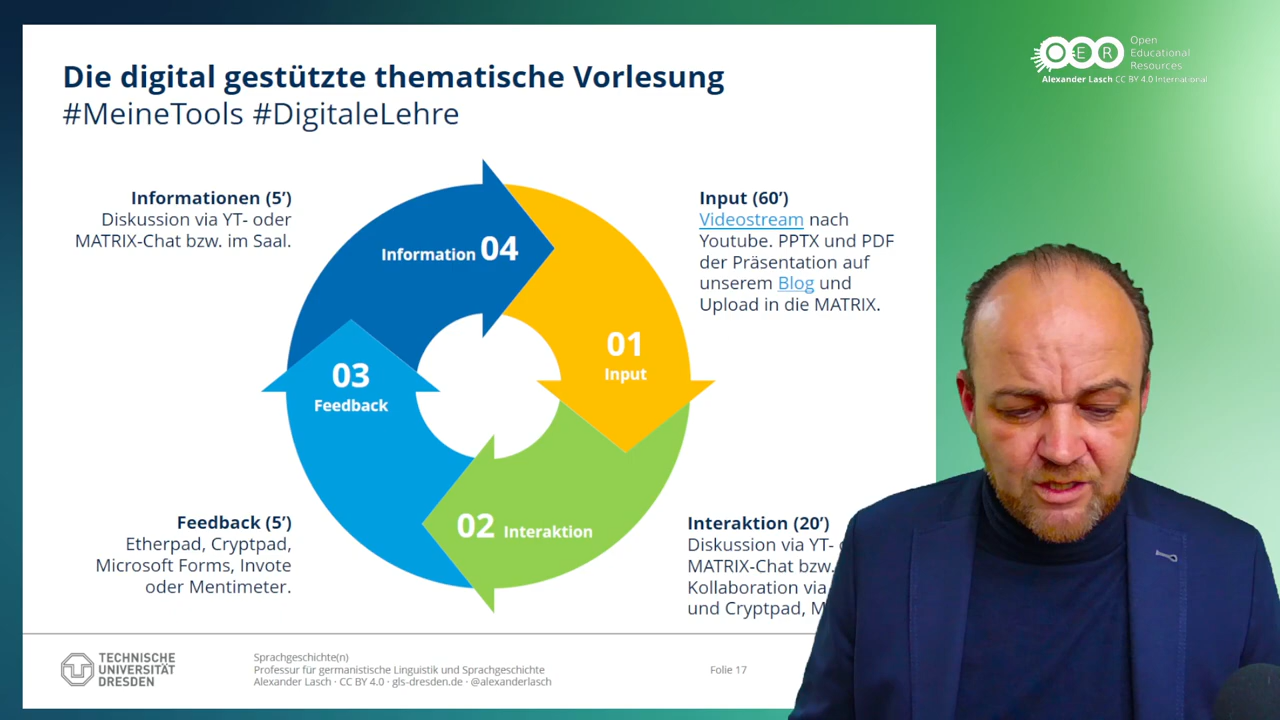 Die digital gestützte thematische Vorlesung
#MeineTools #DigitaleLehre
Informationen (5’)
Diskussion via YT- oder
MATRIX-Chat bzw. im Saal.
Input (60’)
Videostream nach
Youtube. PPTX und PDF
der Präsentation auf
unserem Blog und
Upload in die MATRIX.
Information 04
01
Input
03
Feedback
02 Interaktion
Feedback (5’)
Etherpad, Cryptpad,
Microsoft Forms, Invote
oder Mentimeter.
Interaktion (20’)
Diskussion via YT-
MATRIX-Chat bzw.
Kollaboration via
und Cryptpad,
TECHNISCHE
UNIVERSITÄT
DRESDEN
Sprachgeschichte(n)
Professur für germanistische Linguistik und Sprachgeschichte
Alexander Lasch · CC BY 4.0 · gls-dresden.de · @alexanderlasch
Folie 17
OER
Open
Educational
Resources
Alexander Lasch CC BY 4.0 International